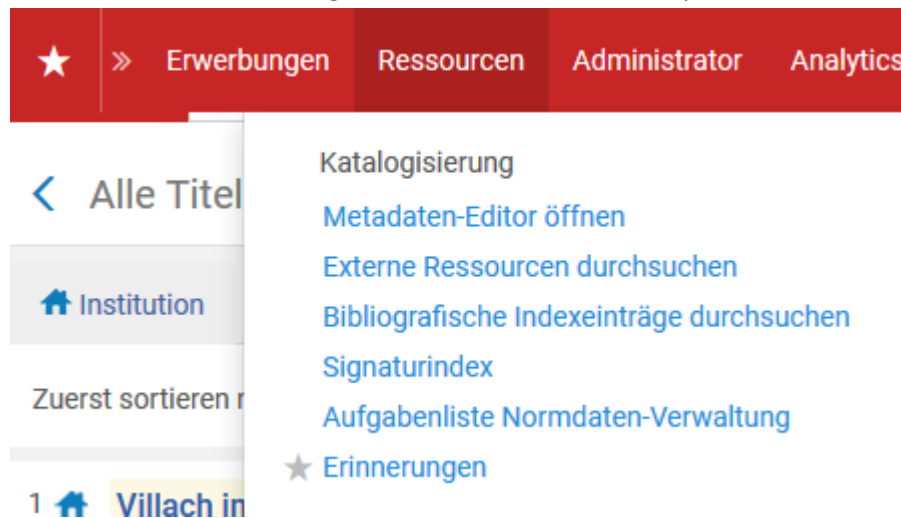 Erwerbungen Ressourcen Administrator Analytics
Alle Titel
Institution
Zuerst sortieren
1 Villach in
Katalogisierung
Metadaten-Editor öffnen
Externe Ressourcen durchsuchen
Bibliografische Indexeinträge durchsuchen
Signaturindex
Aufgabenliste Normdaten-Verwaltung
Erinnerungen